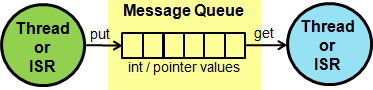 Thread
or
ISR
put
Message Queue
int / pointer values
get
Thread
or
ISR